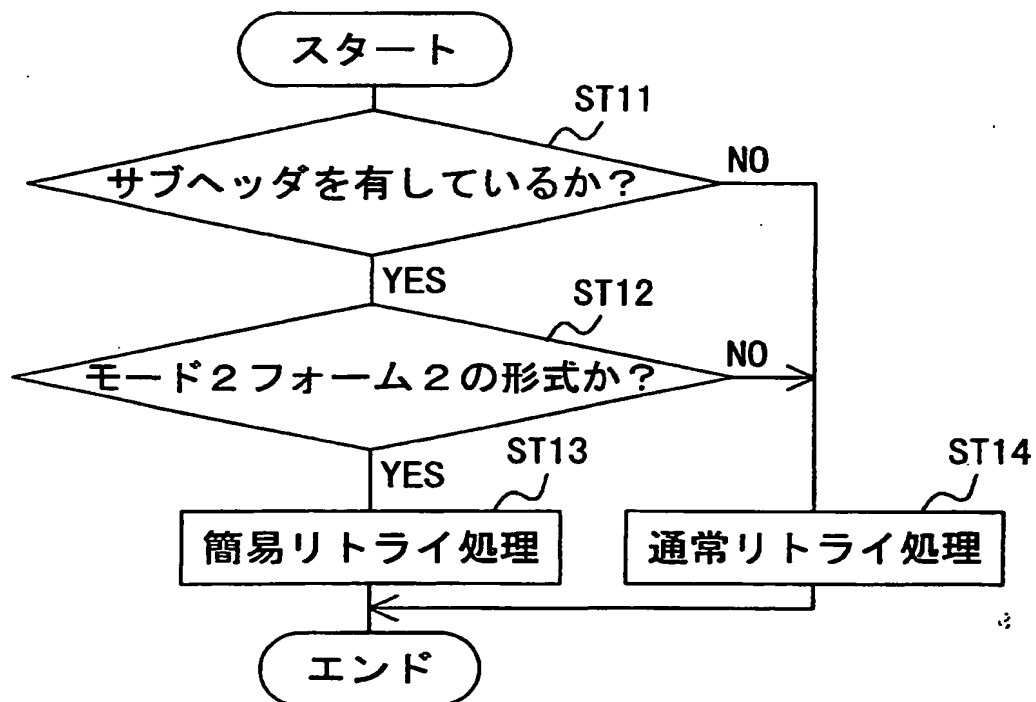 スタート
ST11
サブヘッダを有しているか？
NO
YES
ST12
モード２フォーム２の形式か？
NO
YES
ST13
ST14
簡易リトライ処理
通常リトライ処理
エンド